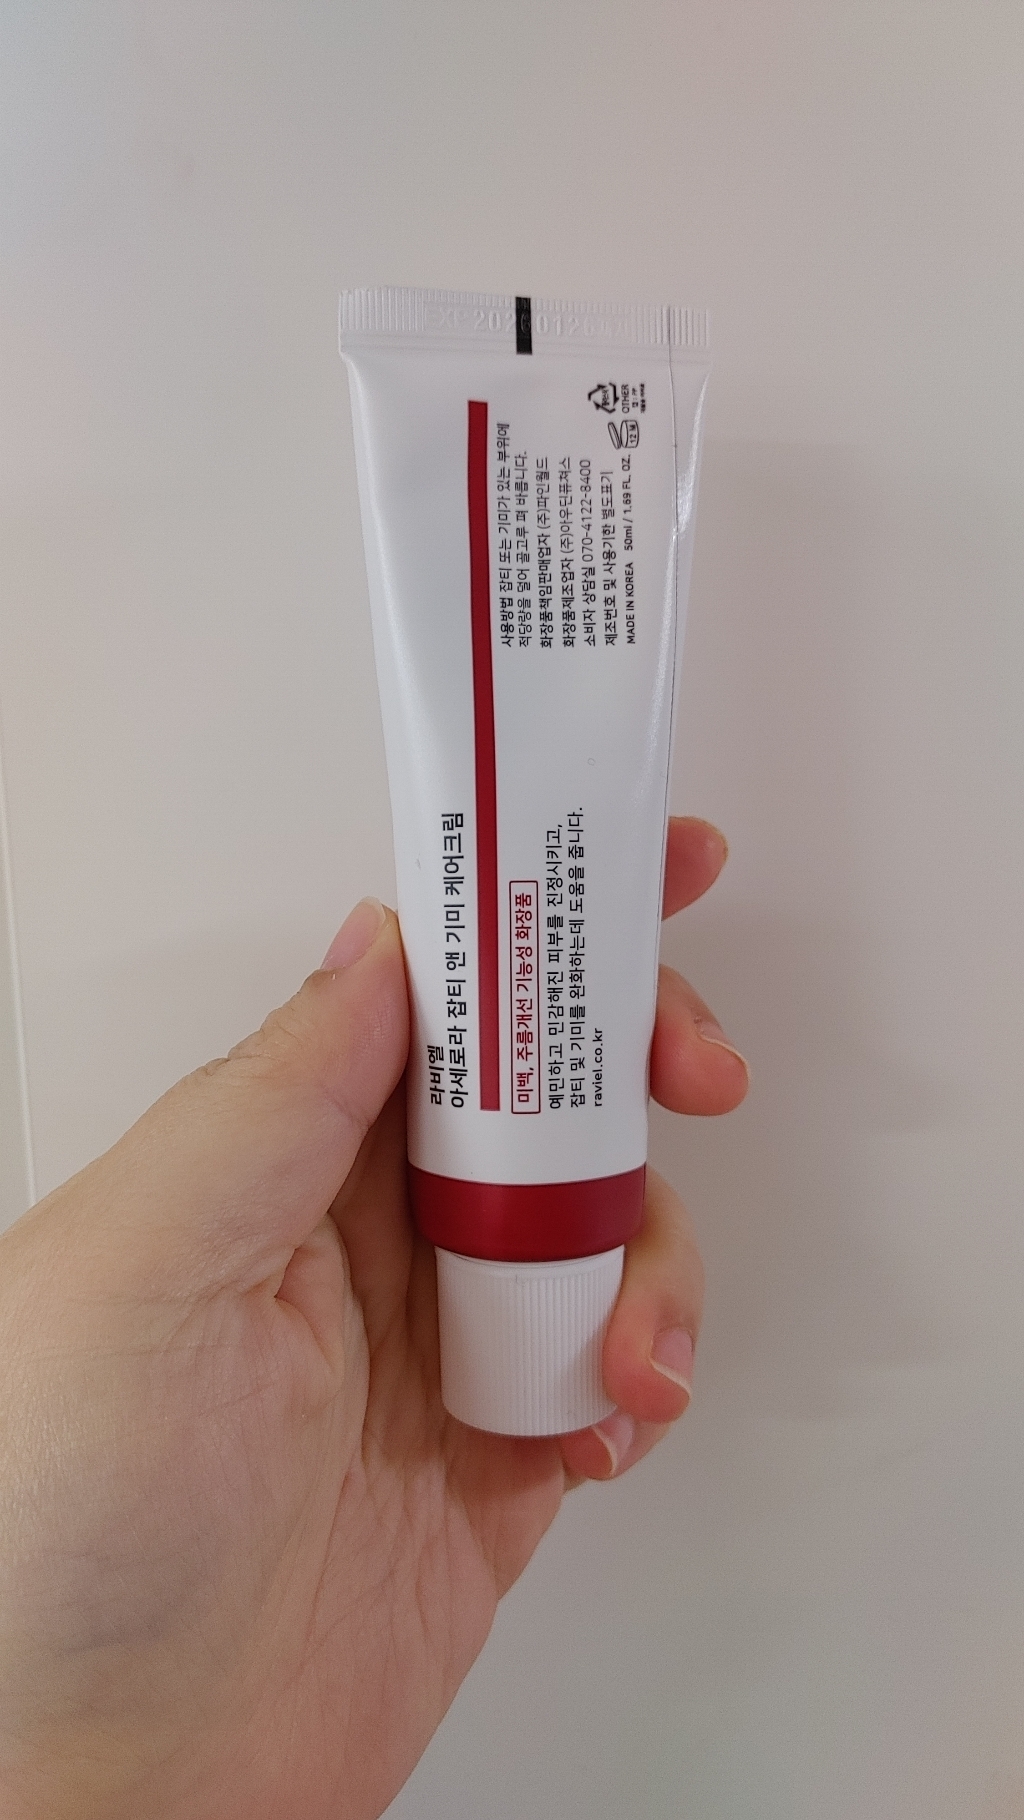 라비엘
아세로라 잡티 앤 기미 케어크림
미백, 주름개선 기능성 화장품
예민하고 민감해진 피부를 진정시키고,
잡티 및 기미를 완화하는데 도움을 줍니다.
raviel.co.kr
사용방법 잡티 또는 기미가 있는 부위에
적당량을 덜어 골고루 펴 바릅니다.
화장품책임판매업자 (주)파인월드
화장품제조업자 (주)아우딘퓨쳐스
소비자 상담실 070-4122-8400
제조번호 및 사용기한 별도표기
MADE IN KOREA 50ml / 1.69 FL. OZ.
12 M
OTHER
EXP